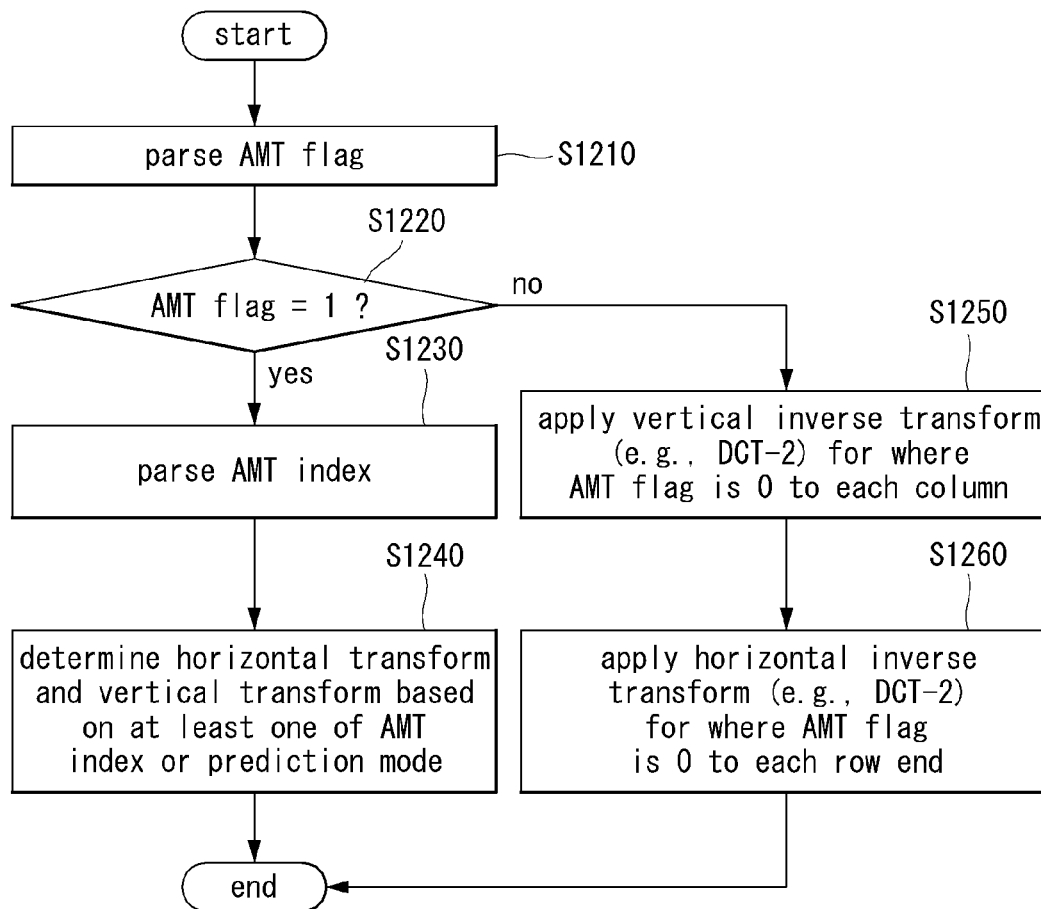 start
parse AMT flag
S1210
S1220
AMT flag = 1 ?
no
yes
S1230
parse AMT index
S1240
determine horizontal transform
and vertical transform based
on at least one of AMT
index or prediction mode
S1250
apply vertical inverse transform
(e.g., DCT-2) for where
AMT flag is 0 to each column
S1260
apply horizontal inverse
transform (e.g., DCT-2)
for where AMT flag
is 0 to each row end
end